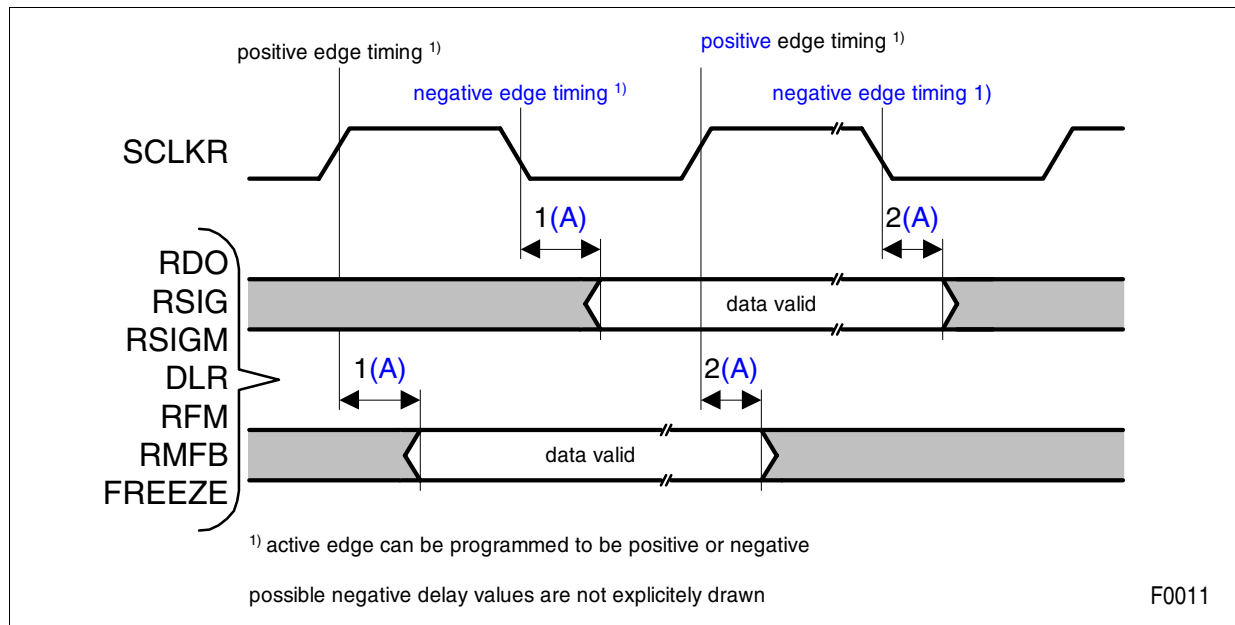 positive edge timing 1)
positive edge timing 1)
negative edge timing 1)
negative edge timing 1)
SCLKR
1(A)
2(A)
RDO
RSIG
data valid
RSIGM
DLR
1(A)
2(A)
RFM
RMFB
data valid
FREEZE
1) active edge can be programmed to be positive or negative
possible negative delay values are not explicitely drawn
F0011